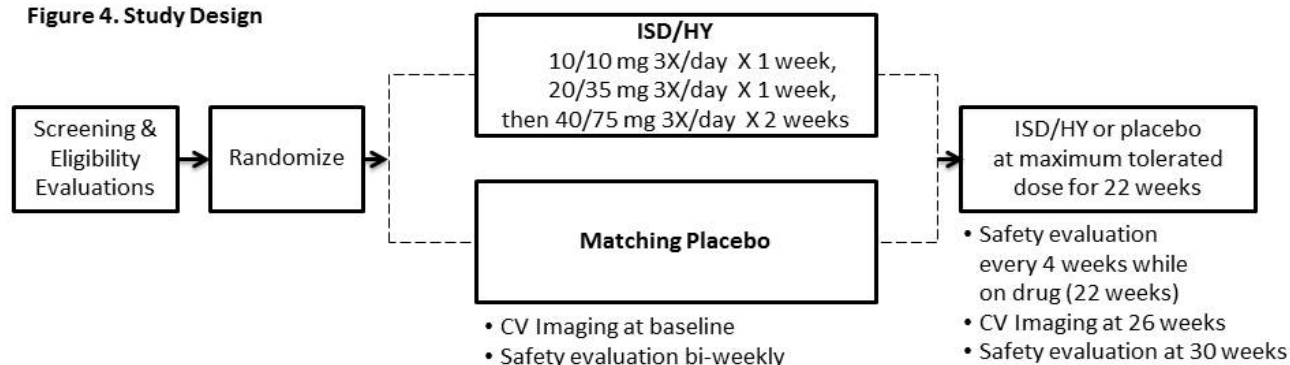 Figure 4. Study Design
Screening &
Eligibility
Evaluations
Randomize
ISD/HY
10/10 mg 3X/day X 1 week,
20/35 mg 3X/day X 1 week,
then 40/75 mg 3X/day X 2 weeks
Matching Placebo
• CV Imaging at baseline
• Safety evaluation bi-weekly
ISD/HY or placebo
at maximum tolerated
dose for 22 weeks
• Safety evaluation
every 4 weeks while
on drug (22 weeks)
• CV Imaging at 26 weeks
• Safety evaluation at 30 weeks